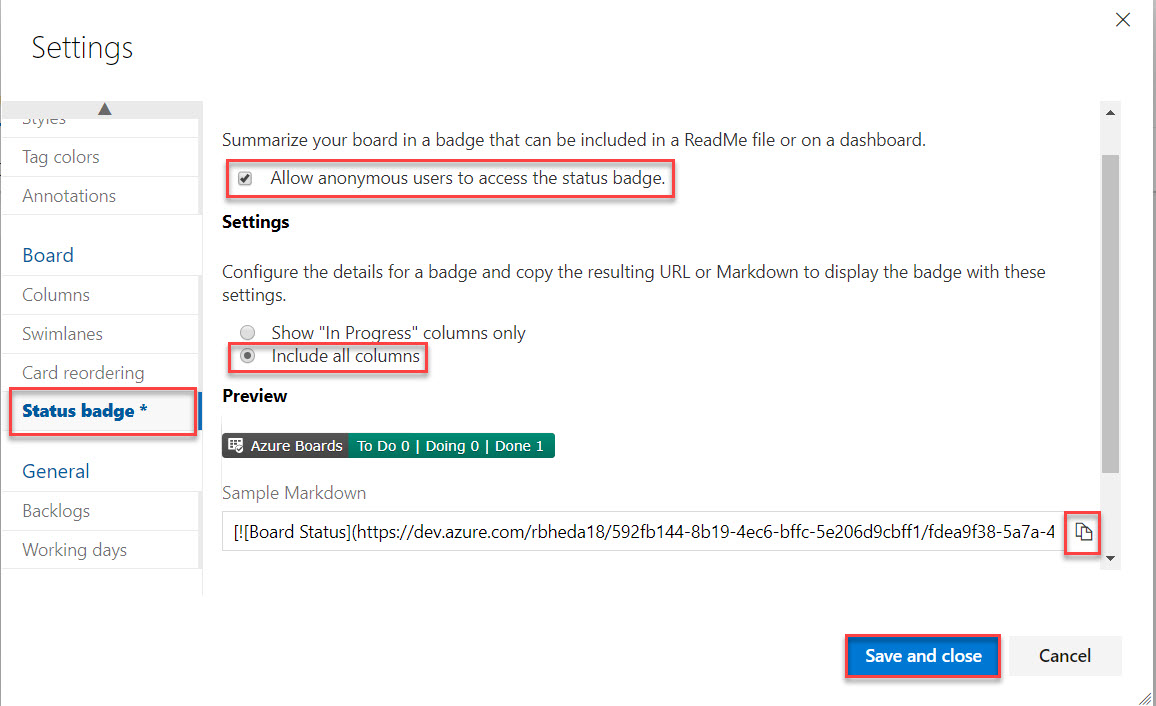 Settings
Styles
Tag colors
Annotations
Board
Columns
Swimlanes
Card reordering
Status badge *
General
Backlogs
Working days
Summarize your board in a badge that can be included in a ReadMe file or on a dashboard.
Allow anonymous users to access the status badge.
Settings
Configure the details for a badge and copy the resulting URL or Markdown to display the badge with these
settings.
Show "In Progress" columns only
Include all columns
Preview
Azure Boards To Do 0 | Doing 0 | Done 1
Sample Markdown
[![Board Status](https://dev.azure.com/rbheda18/592fb144-8b19-4ec6-bffc-5e206d9cbff1/fdea9f38-5a7a-4
Save and close
Cancel